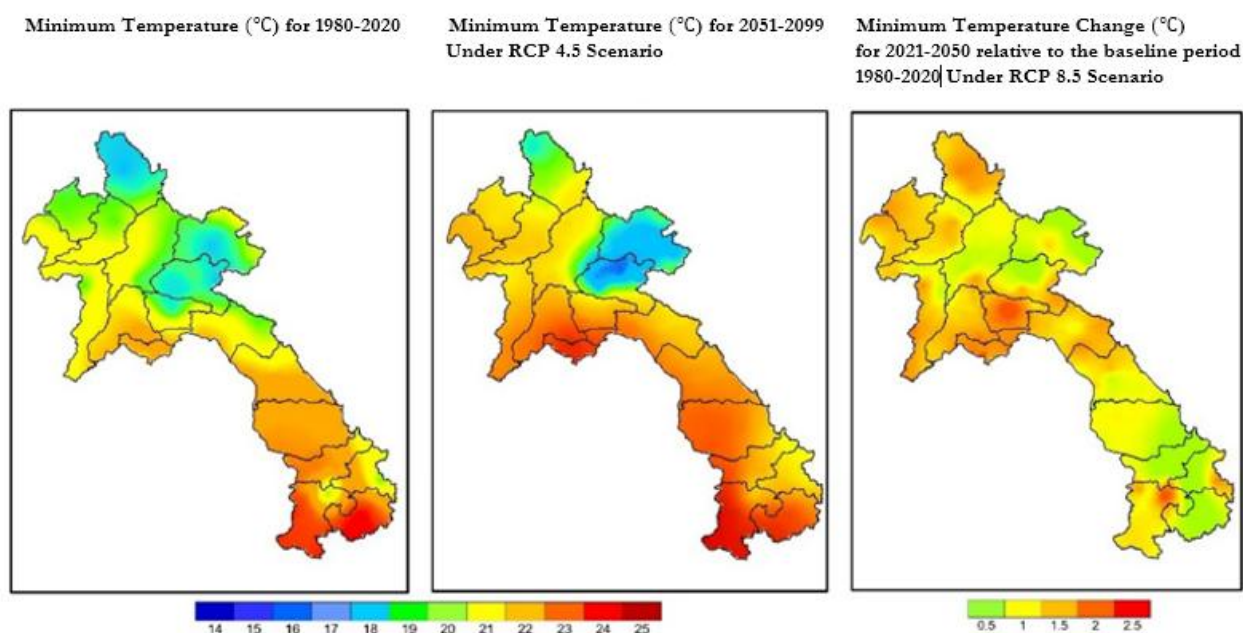 Minimum Temperature (℃) for 1980-2020
Minimum Temperature (℃) for 2051-2099
Under RCP 4.5 Scenario
Minimum Temperature Change (℃)
for 2021-2050 relative to the baseline period
1980-2020 Under RCP 8.5 Scenario
14 15 16 17 18 19 20 21 22 23 24 25
0.5 1 1.5 2 2.5